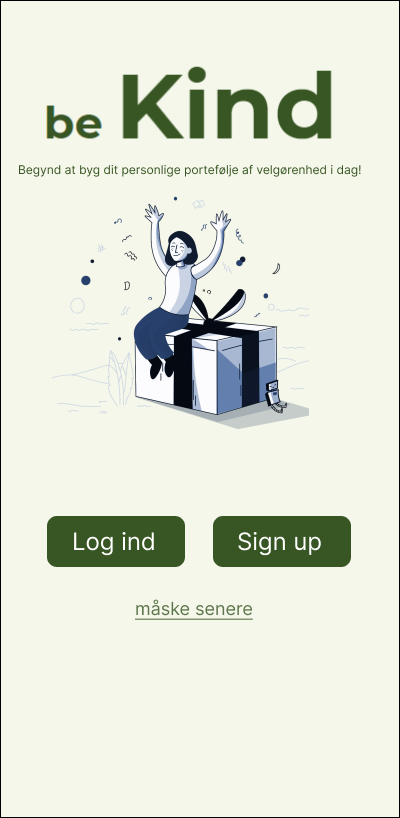 be Kind
Begynd at byg dit personlige portefølje af velgørenhed i dag!
Log ind
Sign up
måske senere